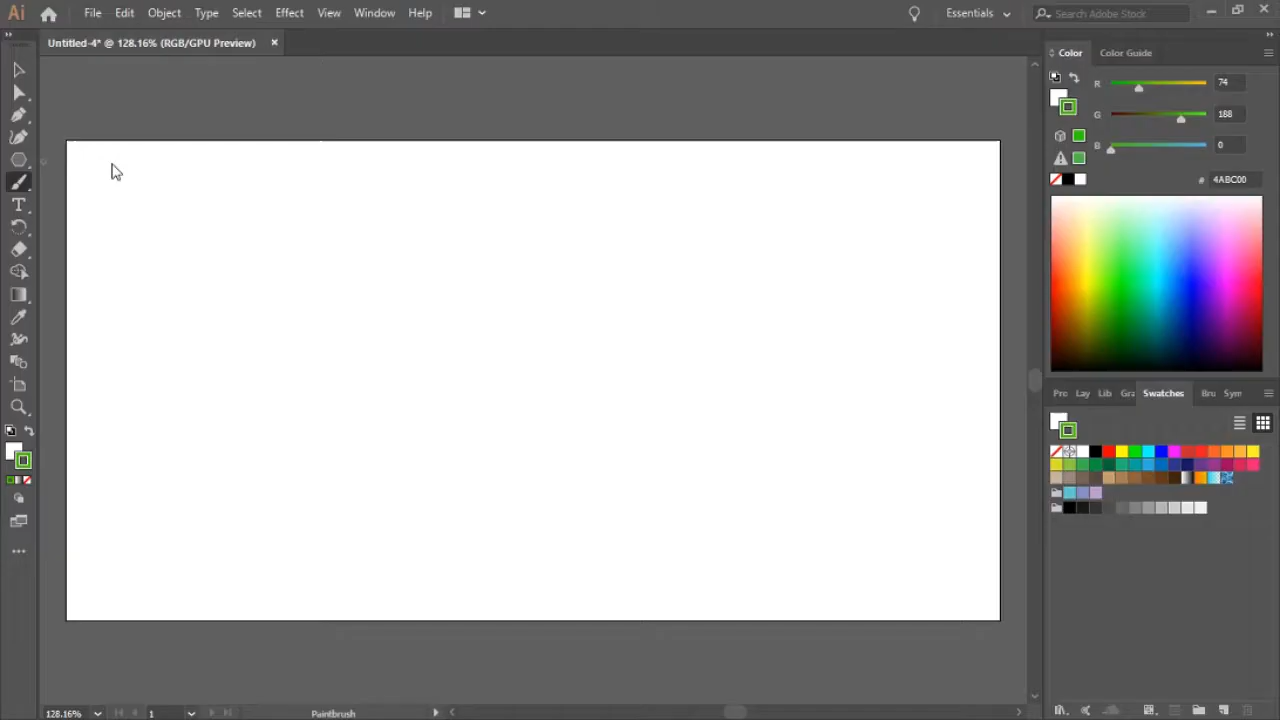 Ai File Edit Object Type Select Effect View Window Help Essentials Search Adobe Stock
Untitled-4* @ 128.16% (RGB/GPU Preview)
Color Color Guide
R 74
G 188
B 0
# 4ABC00
Pro Lay Lib Gra Swatches Bru Sym
128.16% 1 Paintbrush